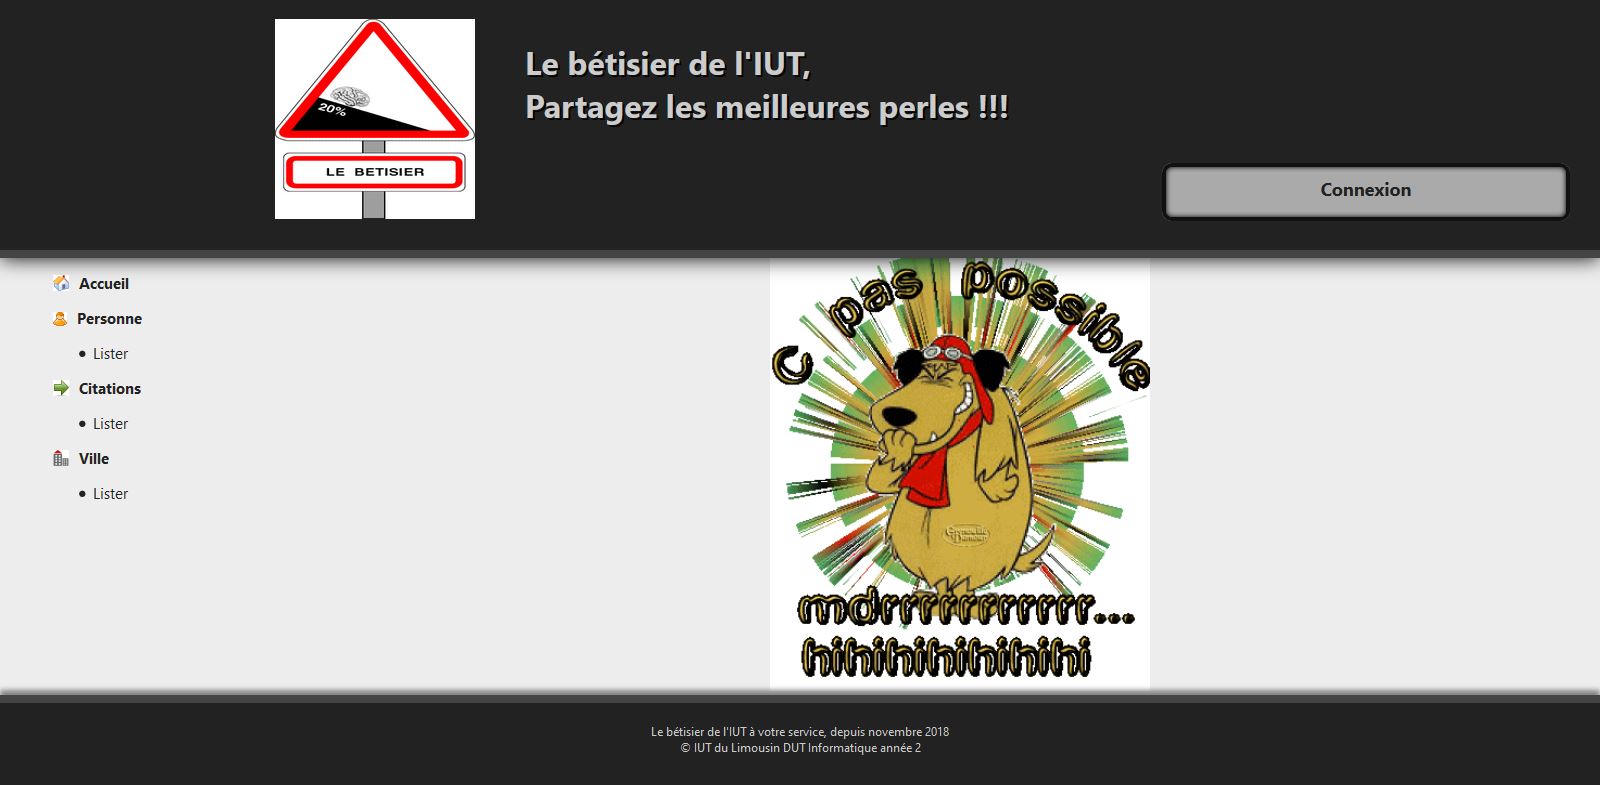 20%
LE BETISIER
Le bétisier de l'IUT,
Partagez les meilleures perles !!!
Connexion
Accueil
Personne
• Lister
Citations
• Lister
Ville
• Lister
C pas possible
mdrrrrrrrrrrr...
hihihihihihihi
Le bétisier de l'IUT à votre service, depuis novembre 2018
© IUT du Limousin DUT Informatique année 2